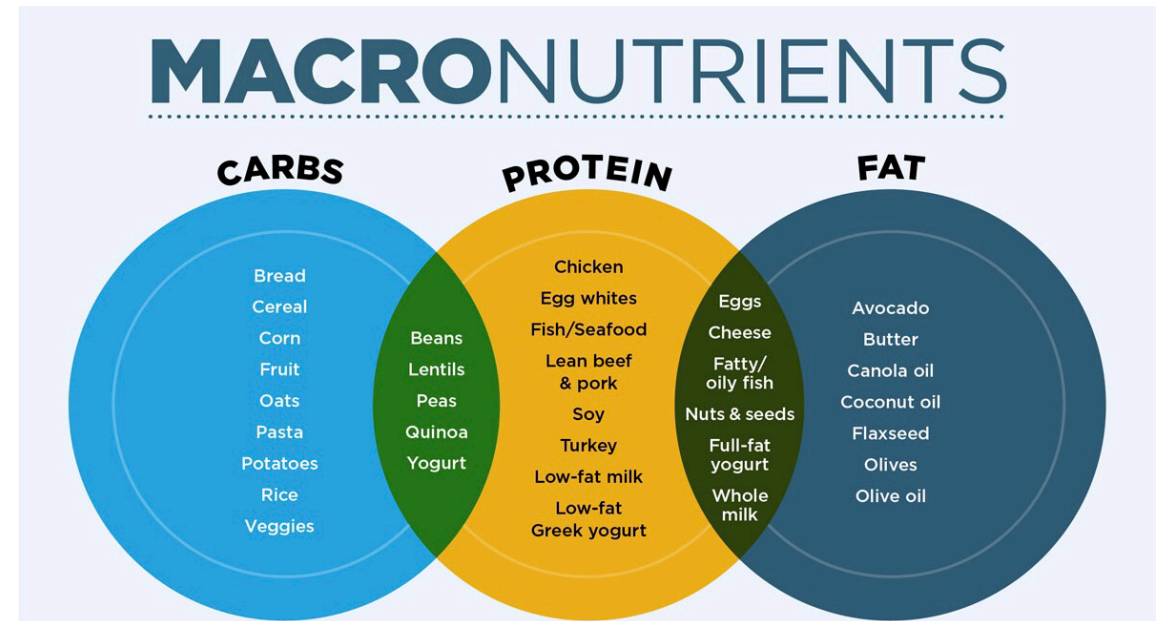 MACRONUTRIENTS
CARBS
Bread
Cereal
Corn
Fruit
Oats
Pasta
Potatoes
Rice
Veggies
Beans
Lentils
Peas
Quinoa
Yogurt
PROTEIN
Chicken
Egg whites
Fish/Seafood
Lean beef
& pork
Soy
Turkey
Low-fat milk
Low-fat
Greek yogurt
Eggs
Cheese
Fatty/
oily fish
Nuts & seeds
Full-fat
yogurt
Whole
milk
FAT
Avocado
Butter
Canola oil
Coconut oil
Flaxseed
Olives
Olive oil